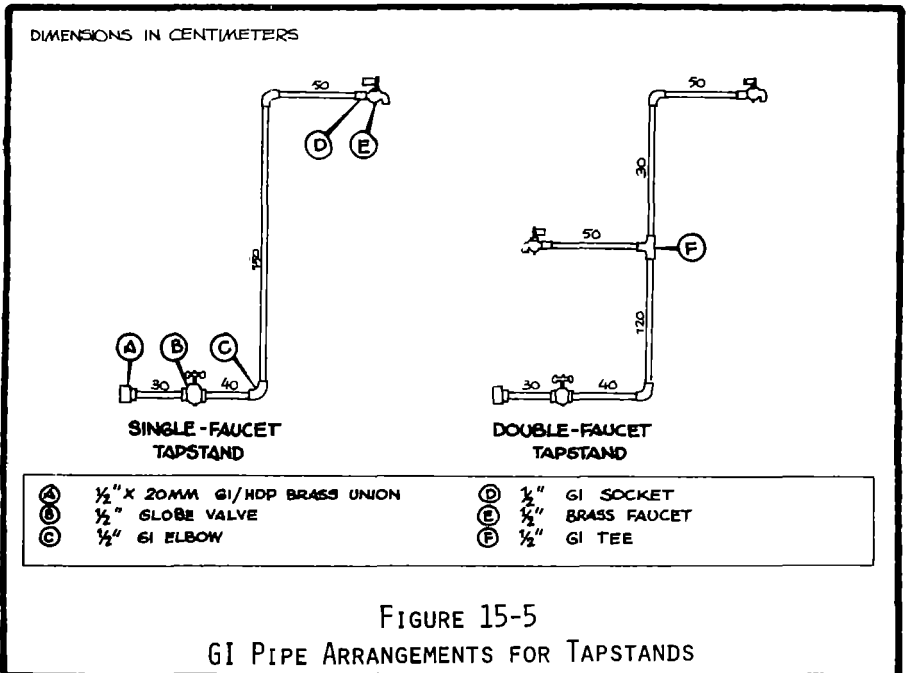 DIMENSIONS IN CENTIMETERS
50
D
E
150
A
B
C
30
40
SINGLE-FAUCET
TAPSTAND
50
30
50
F
120
30
40
DOUBLE-FAUCET
TAPSTAND
A ½" X 20MM GI/HDP BRASS UNION
B ½" GLOBE VALVE
C ½" GI ELBOW
D ½" GI SOCKET
E ½" BRASS FAUCET
F ½" GI TEE
FIGURE 15-5
GI PIPE ARRANGEMENTS FOR TAPSTANDS